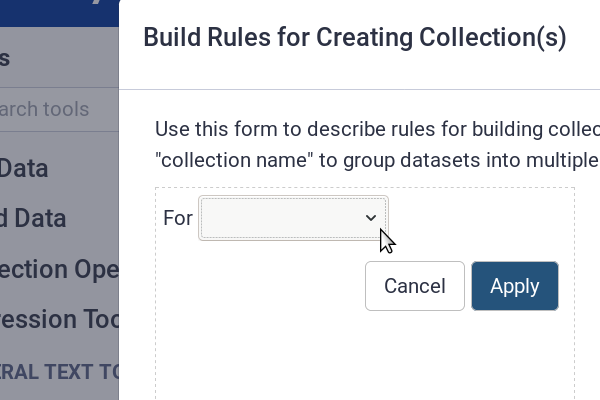 Build Rules for Creating Collection(s)
s
arch tools
Use this form to describe rules for building collec
"collection name" to group datasets into multiple
Data
For
d Data
ection Ope
Cancel
Apply
ression Too
ERAL TEXT TO